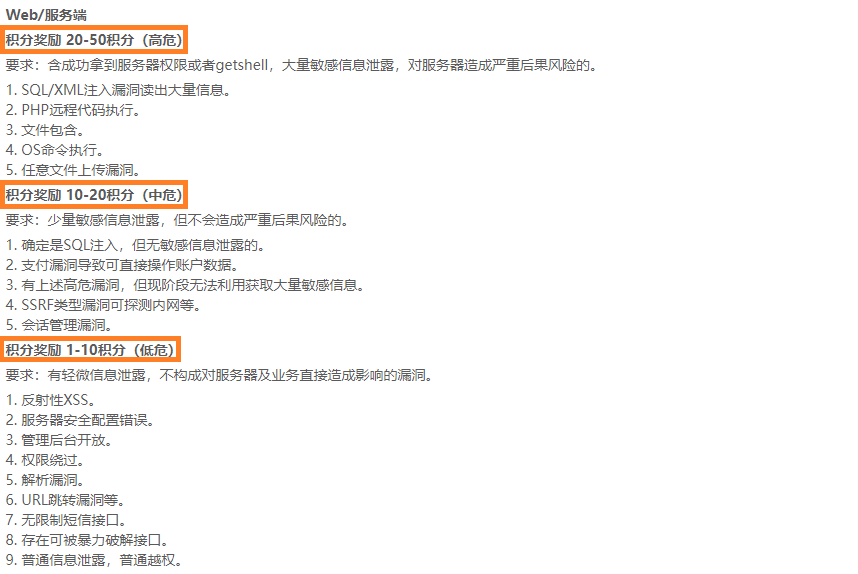 Web/服务端
积分奖励 20-50积分（高危）
要求：含成功拿到服务器权限或者getshell，大量敏感信息泄露，对服务器造成严重后果风险的。
1. SQL/XML注入漏洞读出大量信息。
2. PHP远程代码执行。
3. 文件包含。
4. OS命令执行。
5. 任意文件上传漏洞。
积分奖励 10-20积分（中危）
要求：少量敏感信息泄露，但不会造成严重后果风险的。
1. 确定是SQL注入，但无敏感信息泄露的。
2. 支付漏洞导致可直接操作账户数据。
3. 有上述高危漏洞，但现阶段无法利用获取大量敏感信息。
4. SSRF类型漏洞可探测内网等。
5. 会话管理漏洞。
积分奖励 1-10积分（低危）
要求：有轻微信息泄露，不构成对服务器及业务直接造成影响的漏洞。
1. 反射性XSS。
2. 服务器安全配置错误。
3. 管理后台开放。
4. 权限绕过。
5. 解析漏洞。
6. URL跳转漏洞等。
7. 无限制短信接口。
8. 存在可被暴力破解接口。
9. 普通信息泄露，普通越权。